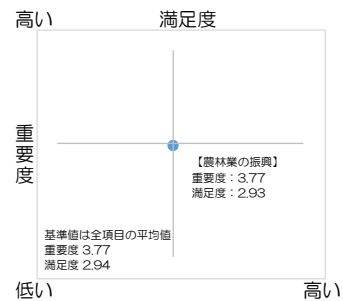 高い
満足度
重要度
【農林業の振興】
重要度：3.77
満足度：2.93
基準値は全項目の平均値
重要度 3.77
満足度 2.94
低い
高い